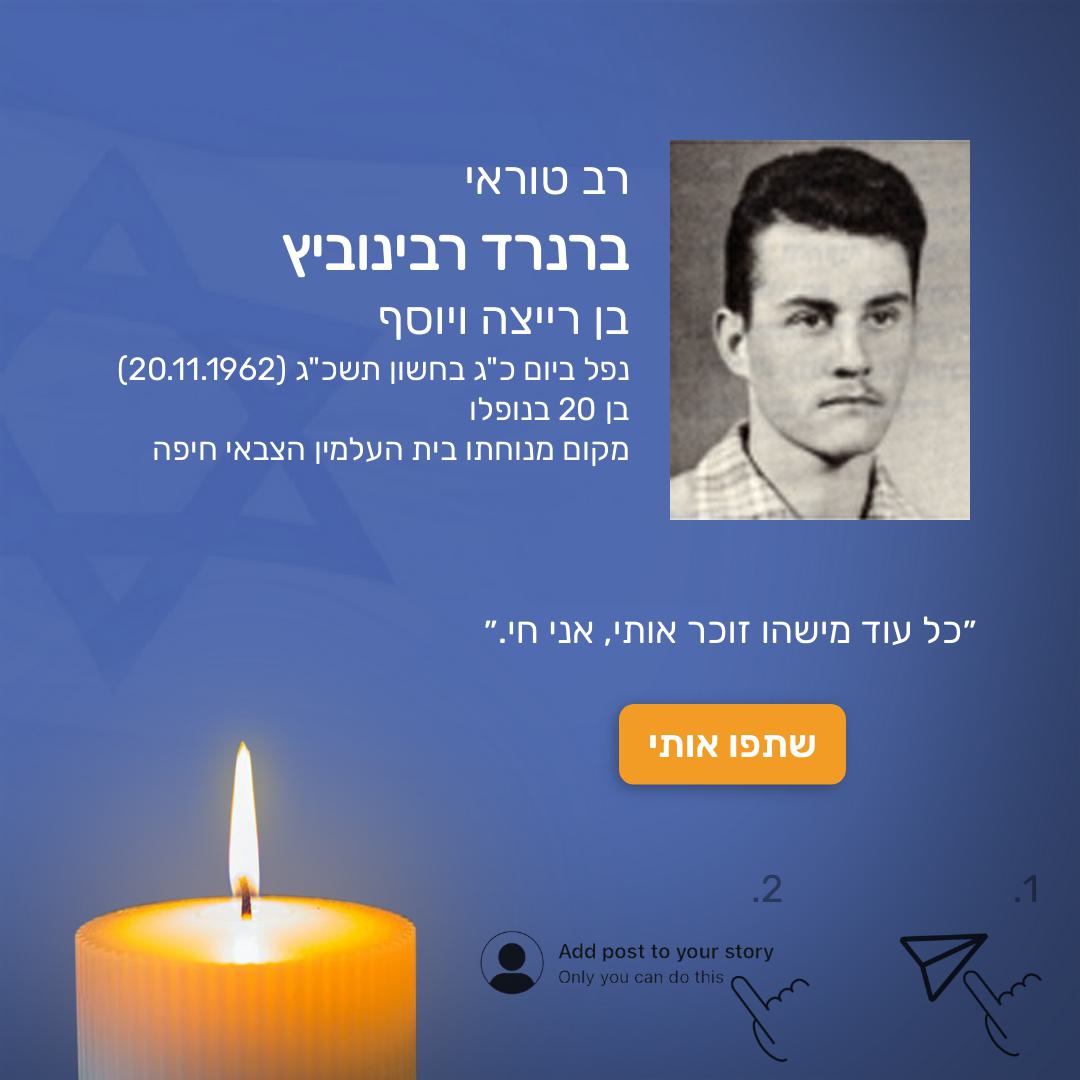 רב טוראי
ברנרד רבינוביץ
בן רייצה ויוסף
נפל ביום כ"ג בחשון תשכ"ג (20.11.1962)
בן 20 בנופלו
מקום מנוחתו בית העלמין הצבאי חיפה
״כל עוד מישהו זוכר אותי, אני חי.״
שתפו אותי
.1
.2
Add post to your story
Only you can do this